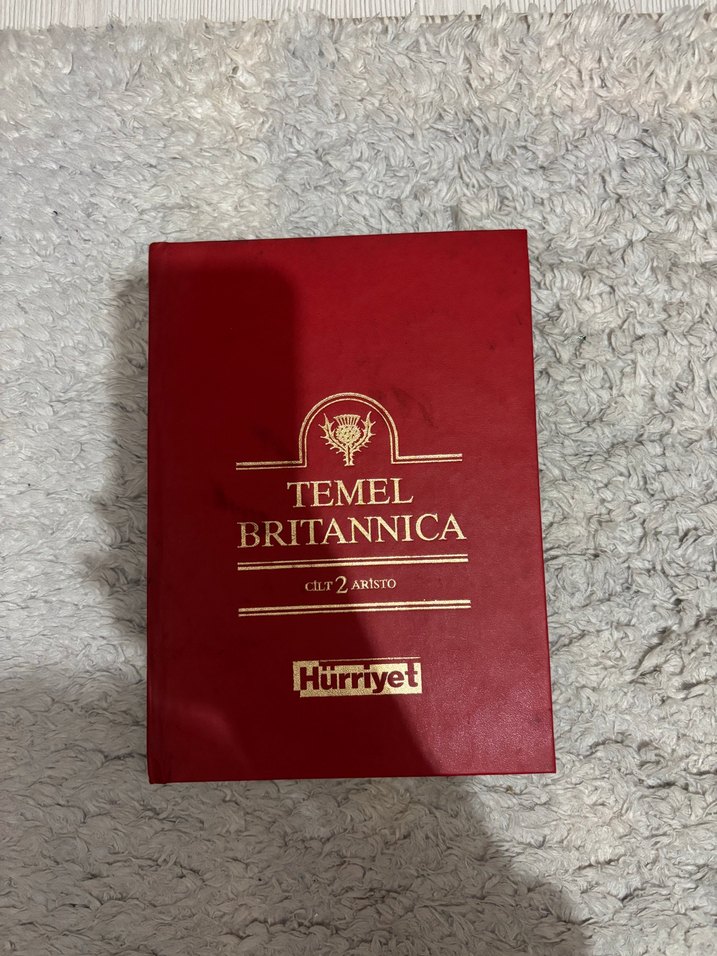 TEMEL
BRITANNICA
CİLT 2 ARİSTO
Hürriyet